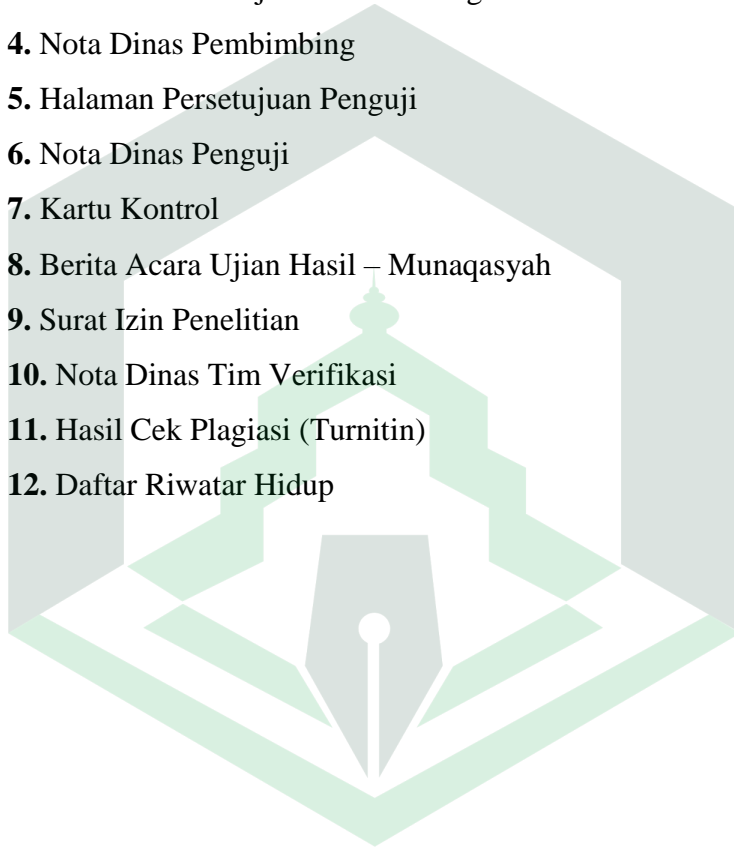 4. Nota Dinas Pembimbing
5. Halaman Persetujuan Penguji
6. Nota Dinas Penguji
7. Kartu Kontrol
8. Berita Acara Ujian Hasil – Munaqasyah
9. Surat Izin Penelitian
10. Nota Dinas Tim Verifikasi
11. Hasil Cek Plagiasi (Turnitin)
12. Daftar Riwatar Hidup